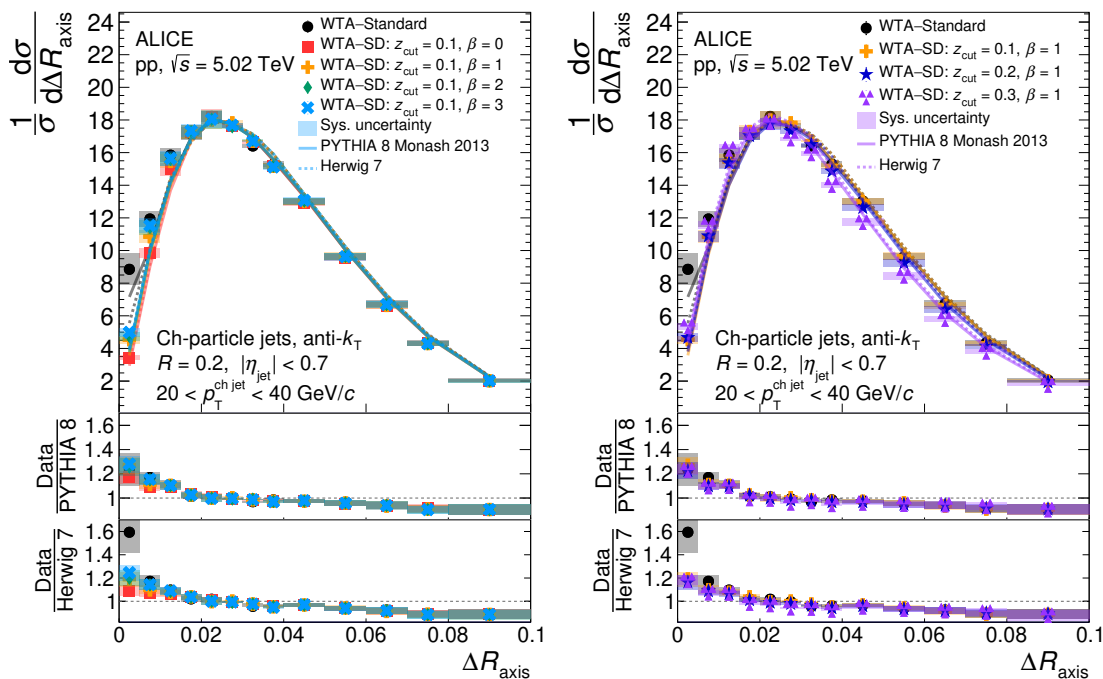 1/σ dσ/dΔR_axis
24
22
20
18
16
14
12
10
8
6
4
2
ALICE
pp, √s = 5.02 TeV
WTA–Standard
WTA–SD: z_cut = 0.1, β = 0
WTA–SD: z_cut = 0.1, β = 1
WTA–SD: z_cut = 0.1, β = 2
WTA–SD: z_cut = 0.1, β = 3
Sys. uncertainty
PYTHIA 8 Monash 2013
Herwig 7
Ch-particle jets, anti-k_T
R = 0.2, |η_jet| < 0.7
20 < p_T^ch jet < 40 GeV/c
Data/PYTHIA 8
1.6
1.4
1.2
1
Data/Herwig 7
1.6
1.4
1.2
1
0 0.02 0.04 0.06 0.08 0.1
ΔR_axis
1/σ dσ/dΔR_axis
24
22
20
18
16
14
12
10
8
6
4
2
ALICE
pp, √s = 5.02 TeV
WTA–Standard
WTA–SD: z_cut = 0.1, β = 1
WTA–SD: z_cut = 0.2, β = 1
WTA–SD: z_cut = 0.3, β = 1
Sys. uncertainty
PYTHIA 8 Monash 2013
Herwig 7
Ch-particle jets, anti-k_T
R = 0.2, |η_jet| < 0.7
20 < p_T^ch jet < 40 GeV/c
Data/PYTHIA 8
1.6
1.4
1.2
1
Data/Herwig 7
1.6
1.4
1.2
1
0 0.02 0.04 0.06 0.08 0.1
ΔR_axis